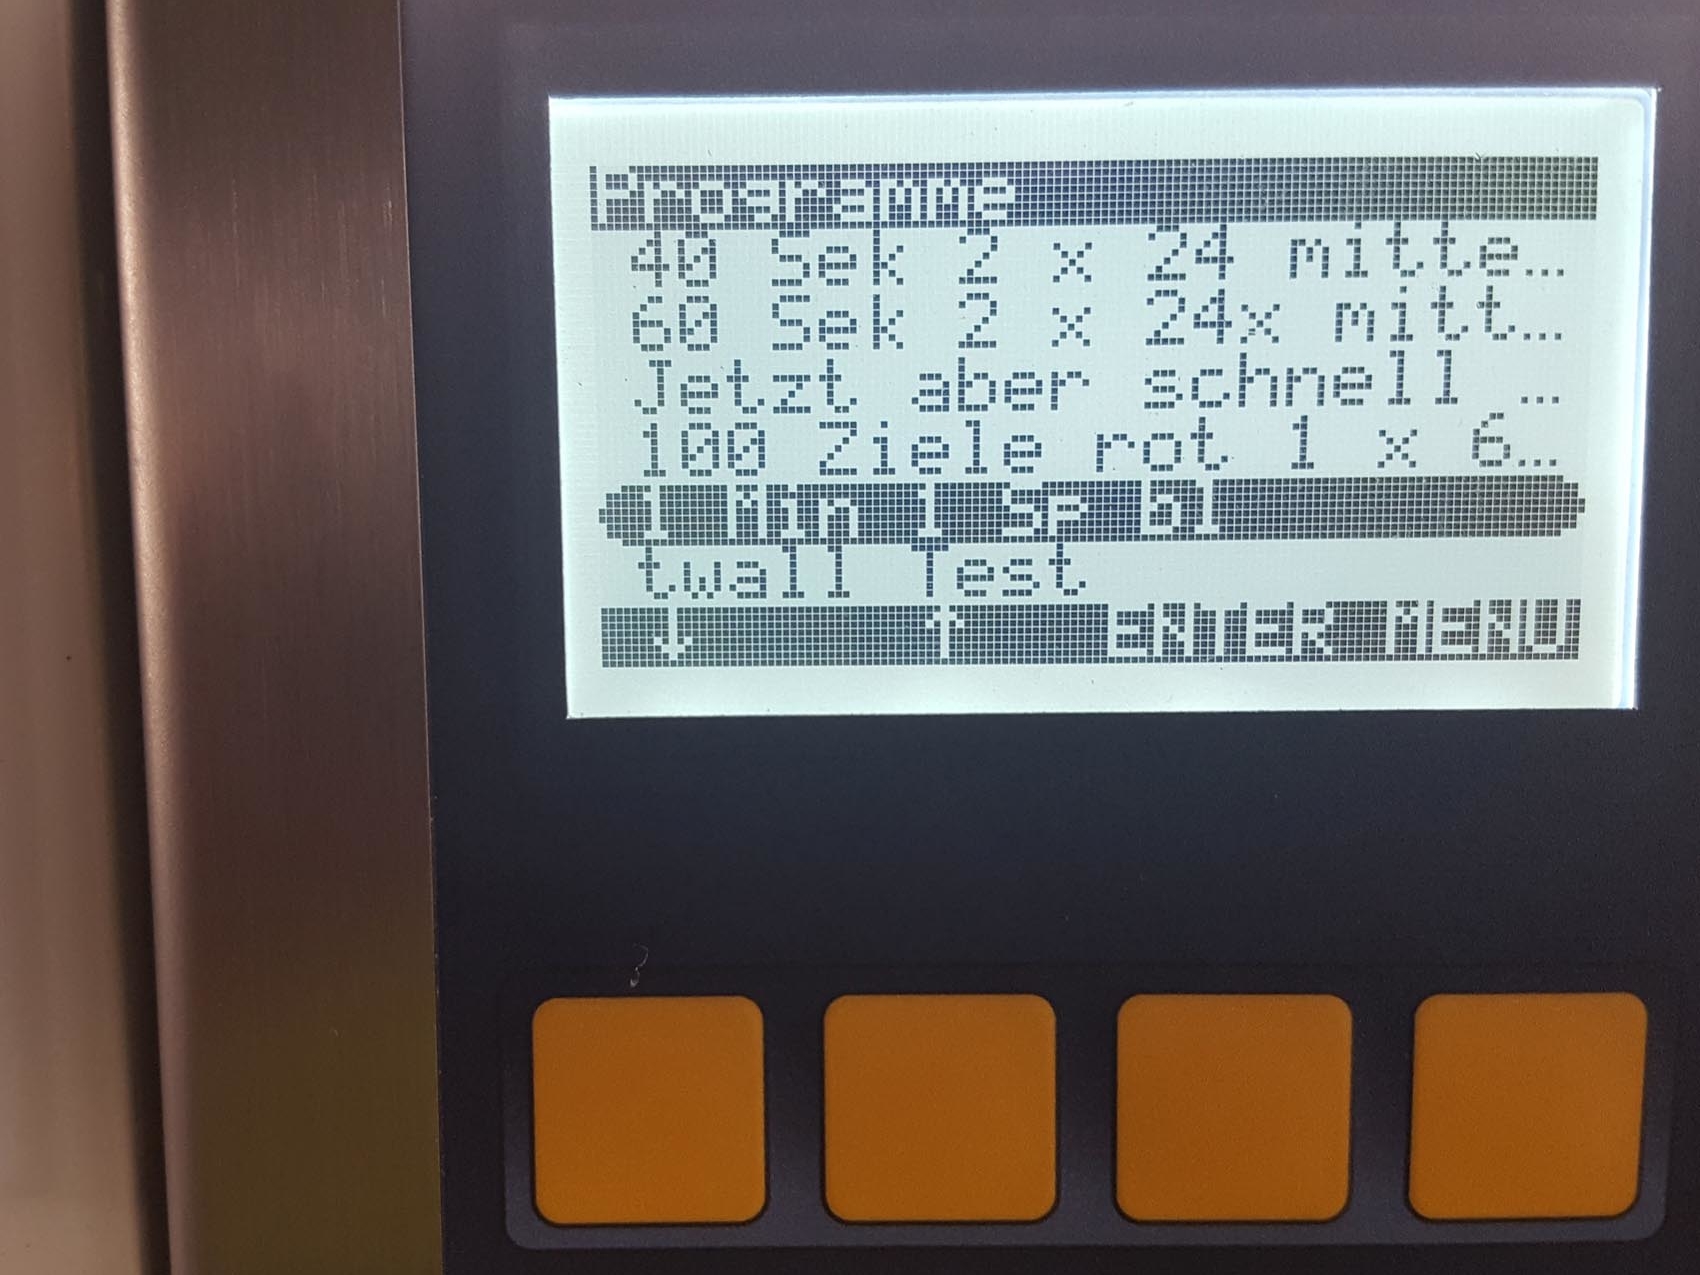 Programme
40 Sek 2 x 24 mitte...
60 Sek 2 x 24x mitt...
Jetzt aber schnell ...
100 Ziele rot 1 x 6...
1 Min 1 Sp bl
twall Test
↓ ↑ ENTER MENU